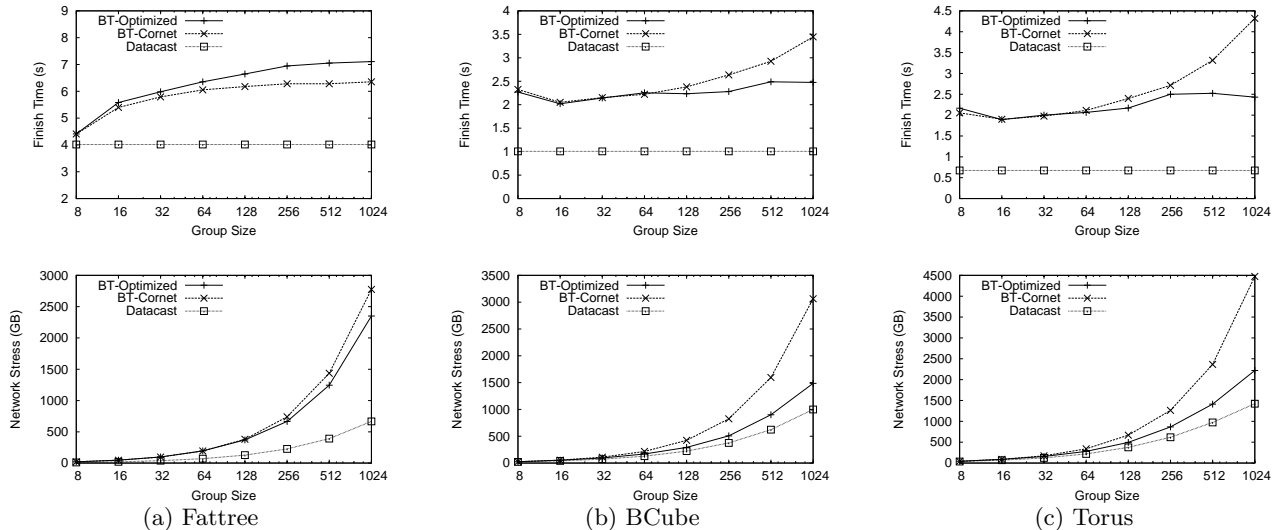 9
8
7
6
5
4
3
2
Finish Time (s)
BT-Optimized
BT-Cornet
Datacast
8 16 32 64 128 256 512 1024
Group Size
4
3.5
3
2.5
2
1.5
1
0.5
0
Finish Time (s)
BT-Optimized
BT-Cornet
Datacast
8 16 32 64 128 256 512 1024
Group Size
4.5
4
3.5
3
2.5
2
1.5
1
0.5
0
Finish Time (s)
BT-Optimized
BT-Cornet
Datacast
8 16 32 64 128 256 512 1024
Group Size
3000
2500
2000
1500
1000
500
0
Network Stress (GB)
BT-Optimized
BT-Cornet
Datacast
8 16 32 64 128 256 512 1024
Group Size
(a) Fattree
3500
3000
2500
2000
1500
1000
500
0
Network Stress (GB)
BT-Optimized
BT-Cornet
Datacast
8 16 32 64 128 256 512 1024
Group Size
(b) BCube
4500
4000
3500
3000
2500
2000
1500
1000
500
0
Network Stress (GB)
BT-Optimized
BT-Cornet
Datacast
8 16 32 64 128 256 512 1024
Group Size
(c) Torus